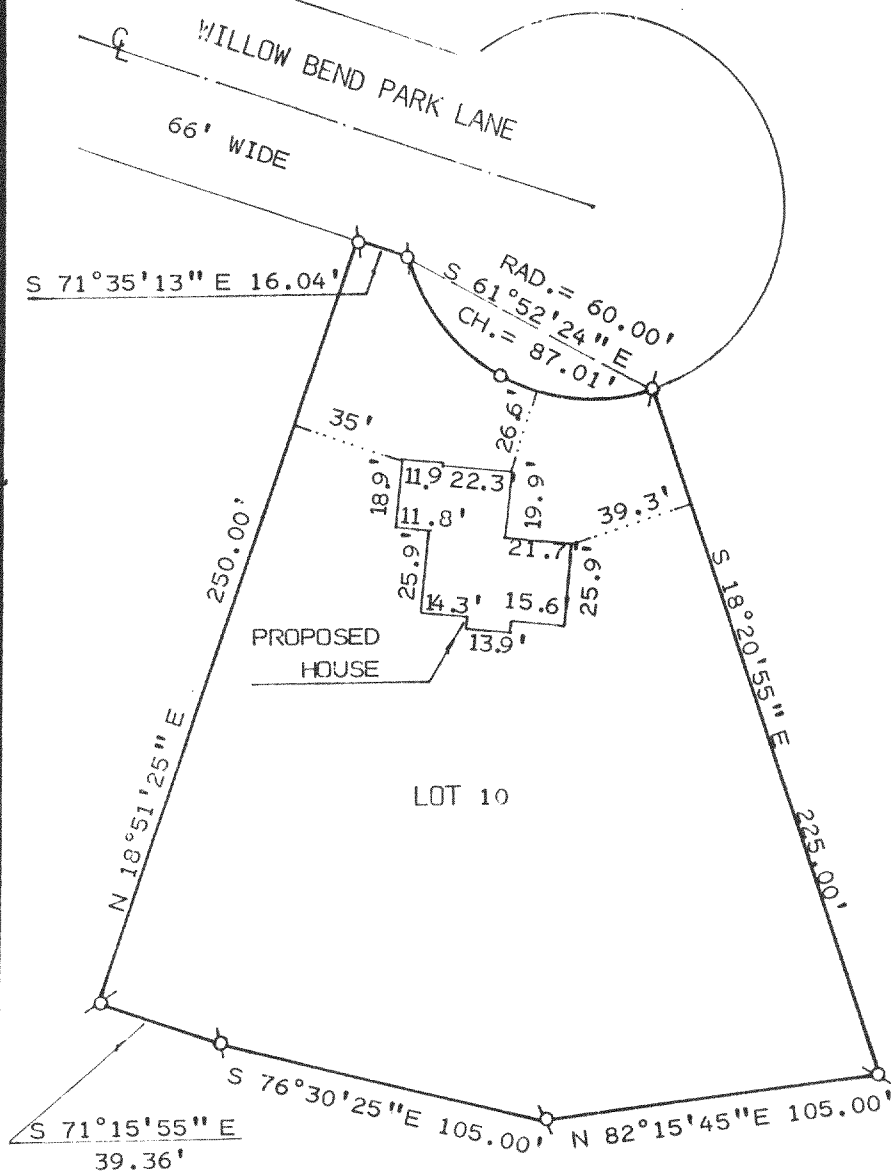 CL
WILLOW BEND PARK LANE
66' WIDE
S 71°35'13" E 16.04'
RAD.= 60.00'
S 61°52'24" E
CH.= 87.01'
35'
26.6'
11.9
22.3'
18.9'
11.8'
19.9'
39.3'
21.7'
25.9'
25.9'
14.3'
15.6
13.9'
PROPOSED
HOUSE
250.00'
N 18°51'25" E
S 18°20'55" E
225.00'
LOT 10
S 71°15'55" E
39.36'
S 76°30'25"E 105.00'
N 82°15'45"E 105.00'